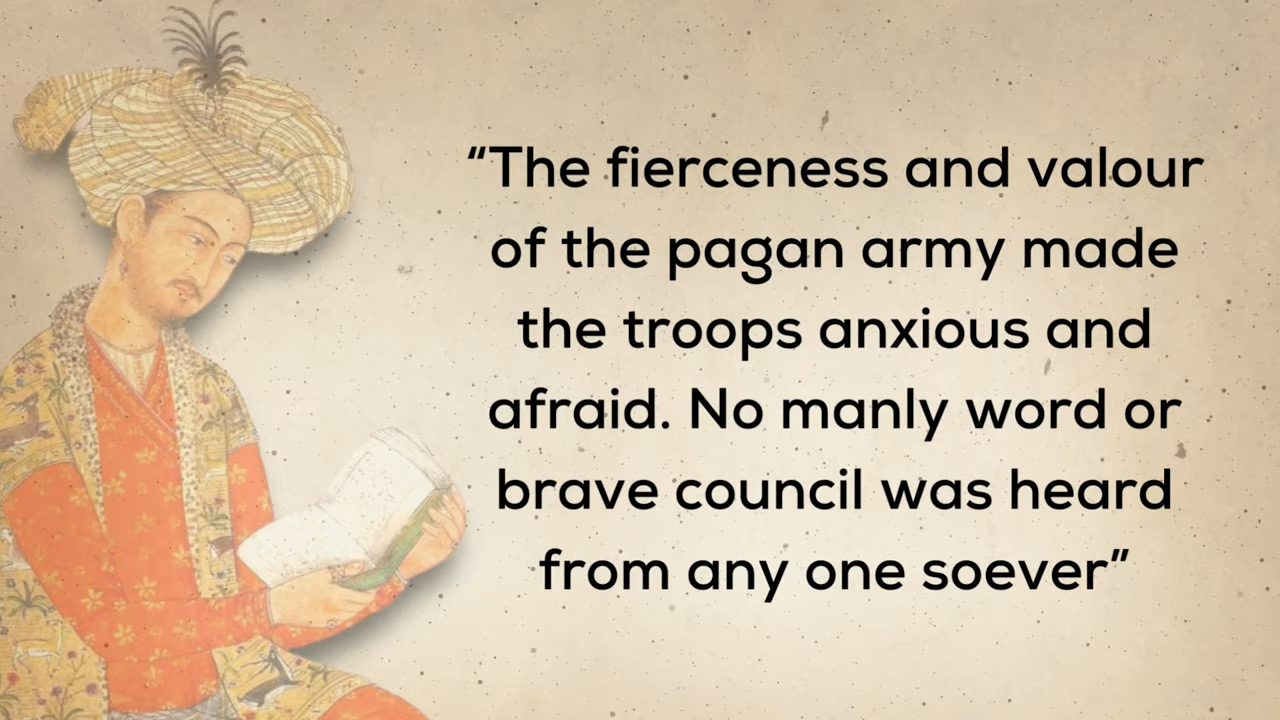 “The fierceness and valour
of the pagan army made
the troops anxious and
afraid. No manly word or
brave council was heard
from any one soever”